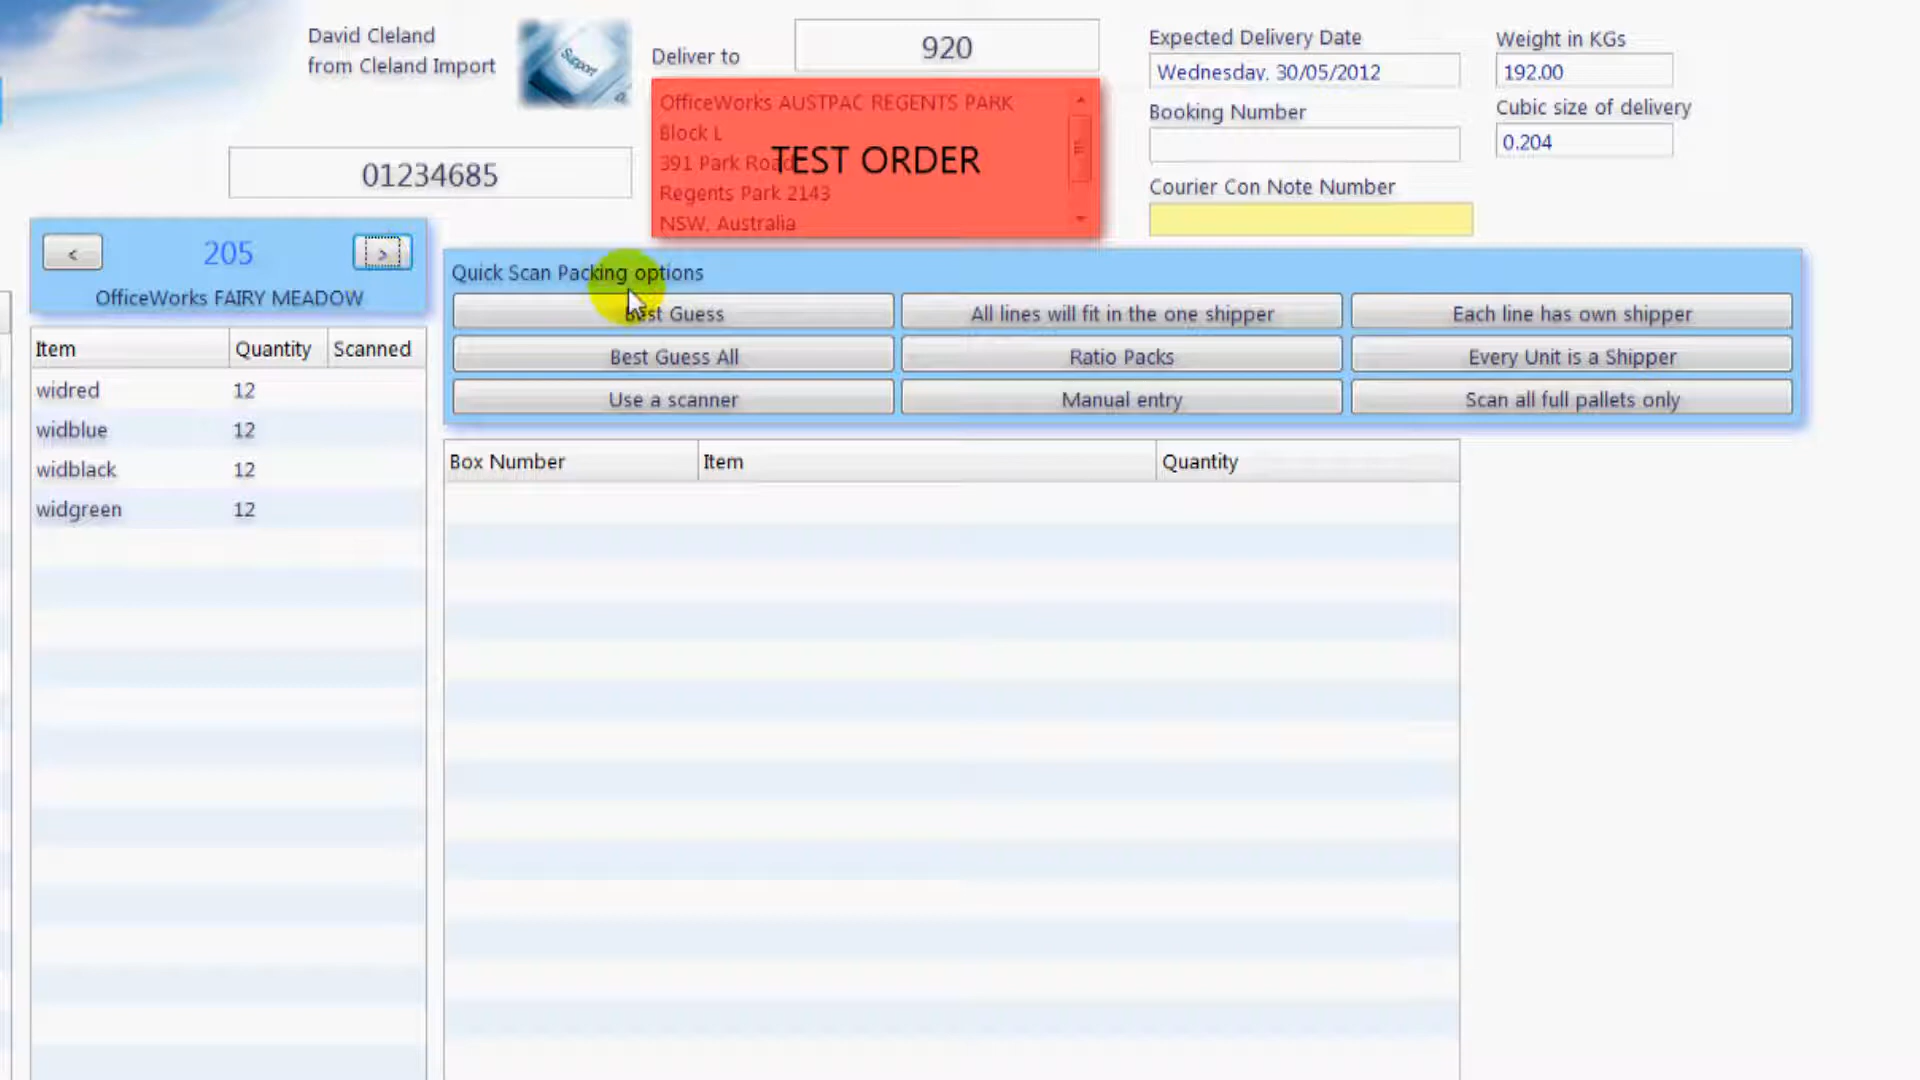 David Cleland
from Cleland Import
Support
Deliver to
920
OfficeWorks AUSTPAC REGENTS PARK
Block L
391 Park Road
Regents Park 2143
NSW, Australia
TEST ORDER
Expected Delivery Date
Wednesday, 30/05/2012
Booking Number
Courier Con Note Number
Weight in KGs
192.00
Cubic size of delivery
0.204
01234685
<
205
>
OfficeWorks FAIRY MEADOW
Item Quantity Scanned
widred 12
widblue 12
widblack 12
widgreen 12
Quick Scan Packing options
Best Guess
All lines will fit in the one shipper
Each line has own shipper
Best Guess All
Ratio Packs
Every Unit is a Shipper
Use a scanner
Manual entry
Scan all full pallets only
Box Number Item Quantity